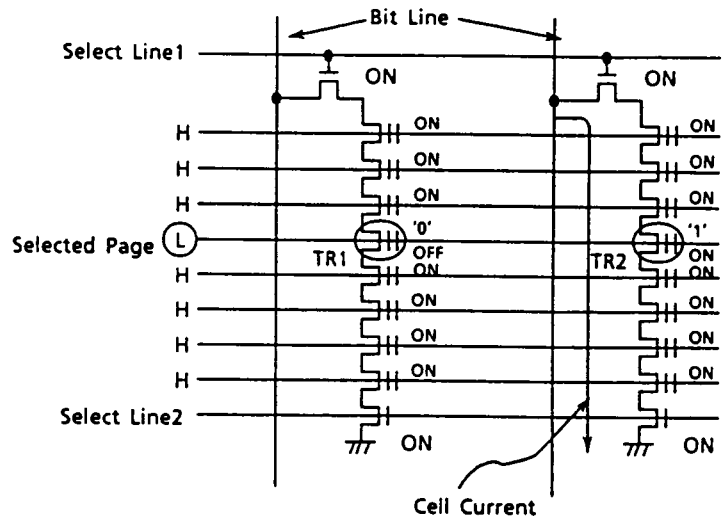 Bit Line
Select Line1
ON
ON
H ON ON
H ON ON
H ON ON
Selected Page L '0' '1'
TR1 OFF TR2 ON
H ON ON
H ON ON
H ON ON
H ON ON
Select Line2
ON
ON
Cell Current